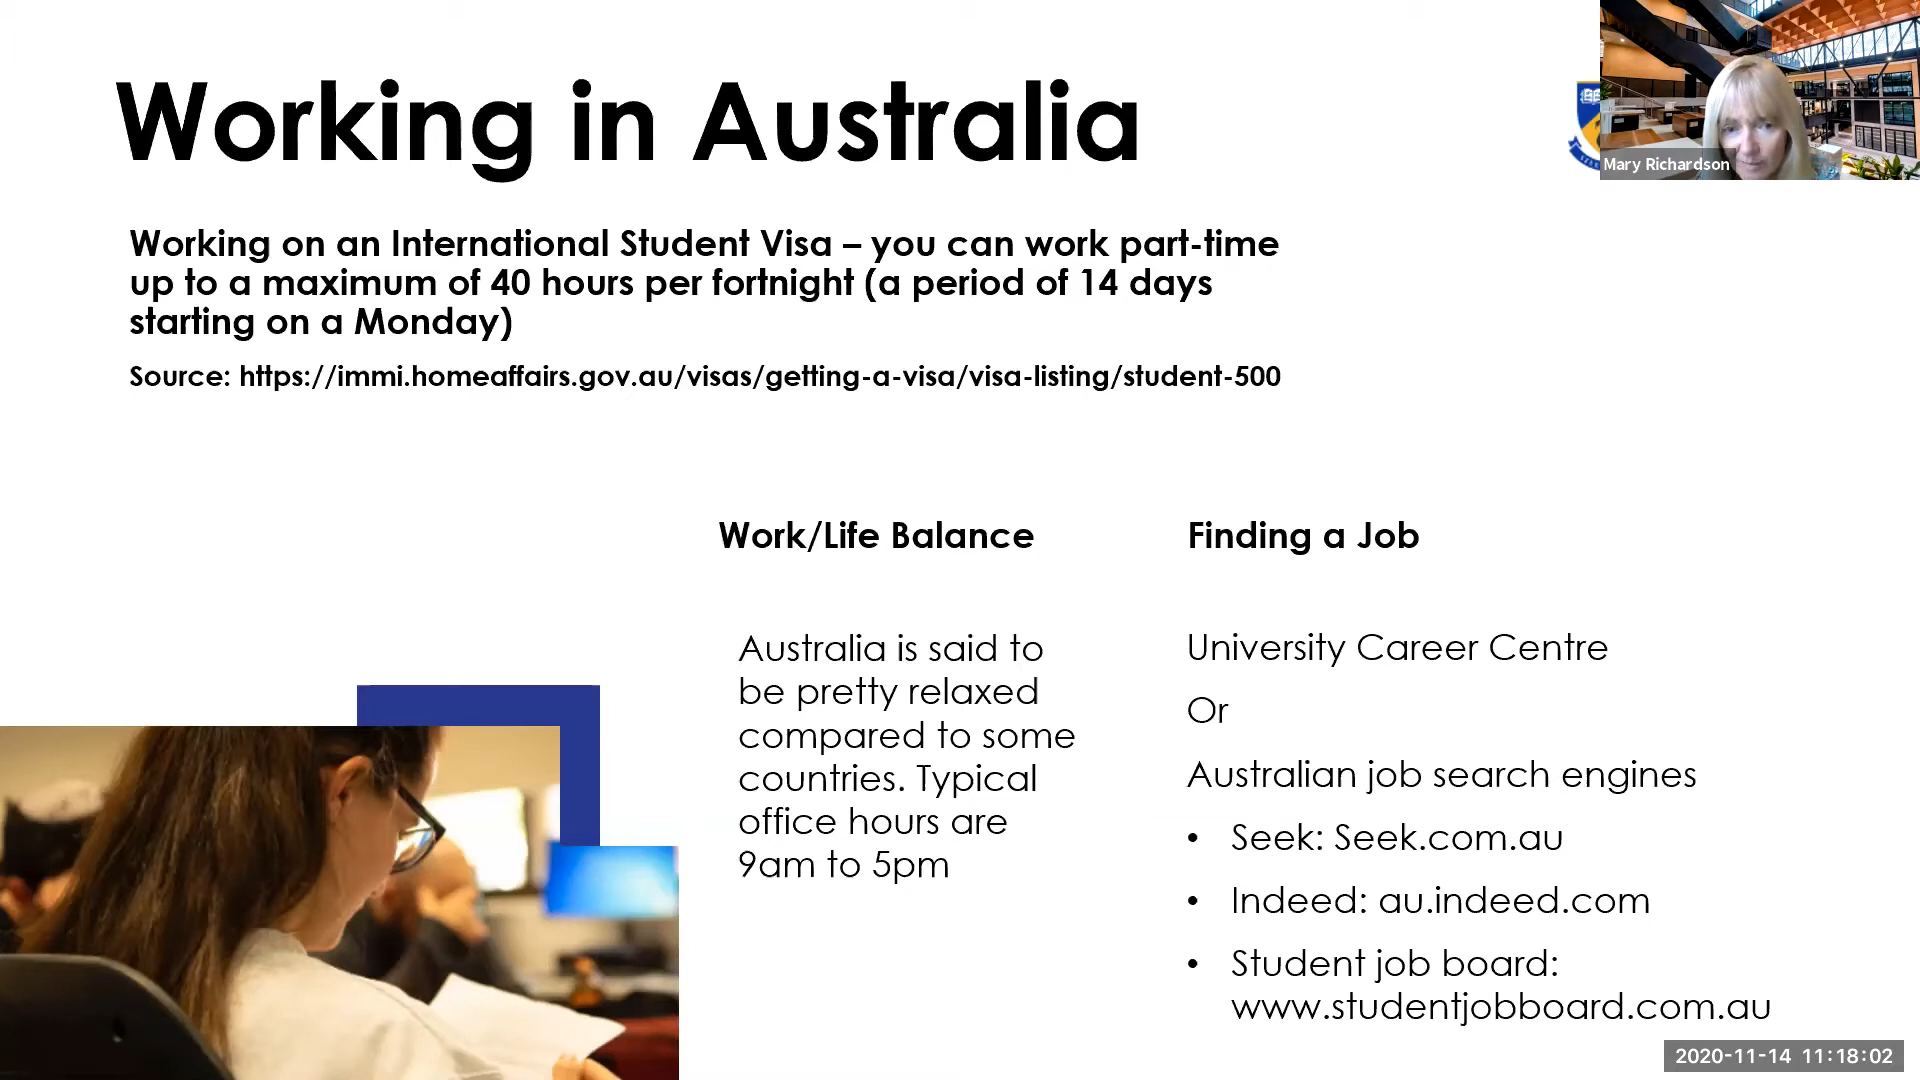 Working in Australia
Mary Richardson
Working on an International Student Visa – you can work part-time
up to a maximum of 40 hours per fortnight (a period of 14 days
starting on a Monday)
Source: https://immi.homeaffairs.gov.au/visas/getting-a-visa/visa-listing/student-500
Work/Life Balance
Australia is said to
be pretty relaxed
compared to some
countries. Typical
office hours are
9am to 5pm
Finding a Job
University Career Centre
Or
Australian job search engines
• Seek: Seek.com.au
• Indeed: au.indeed.com
• Student job board:
www.studentjobboard.com.au
2020-11-14 11:18:02